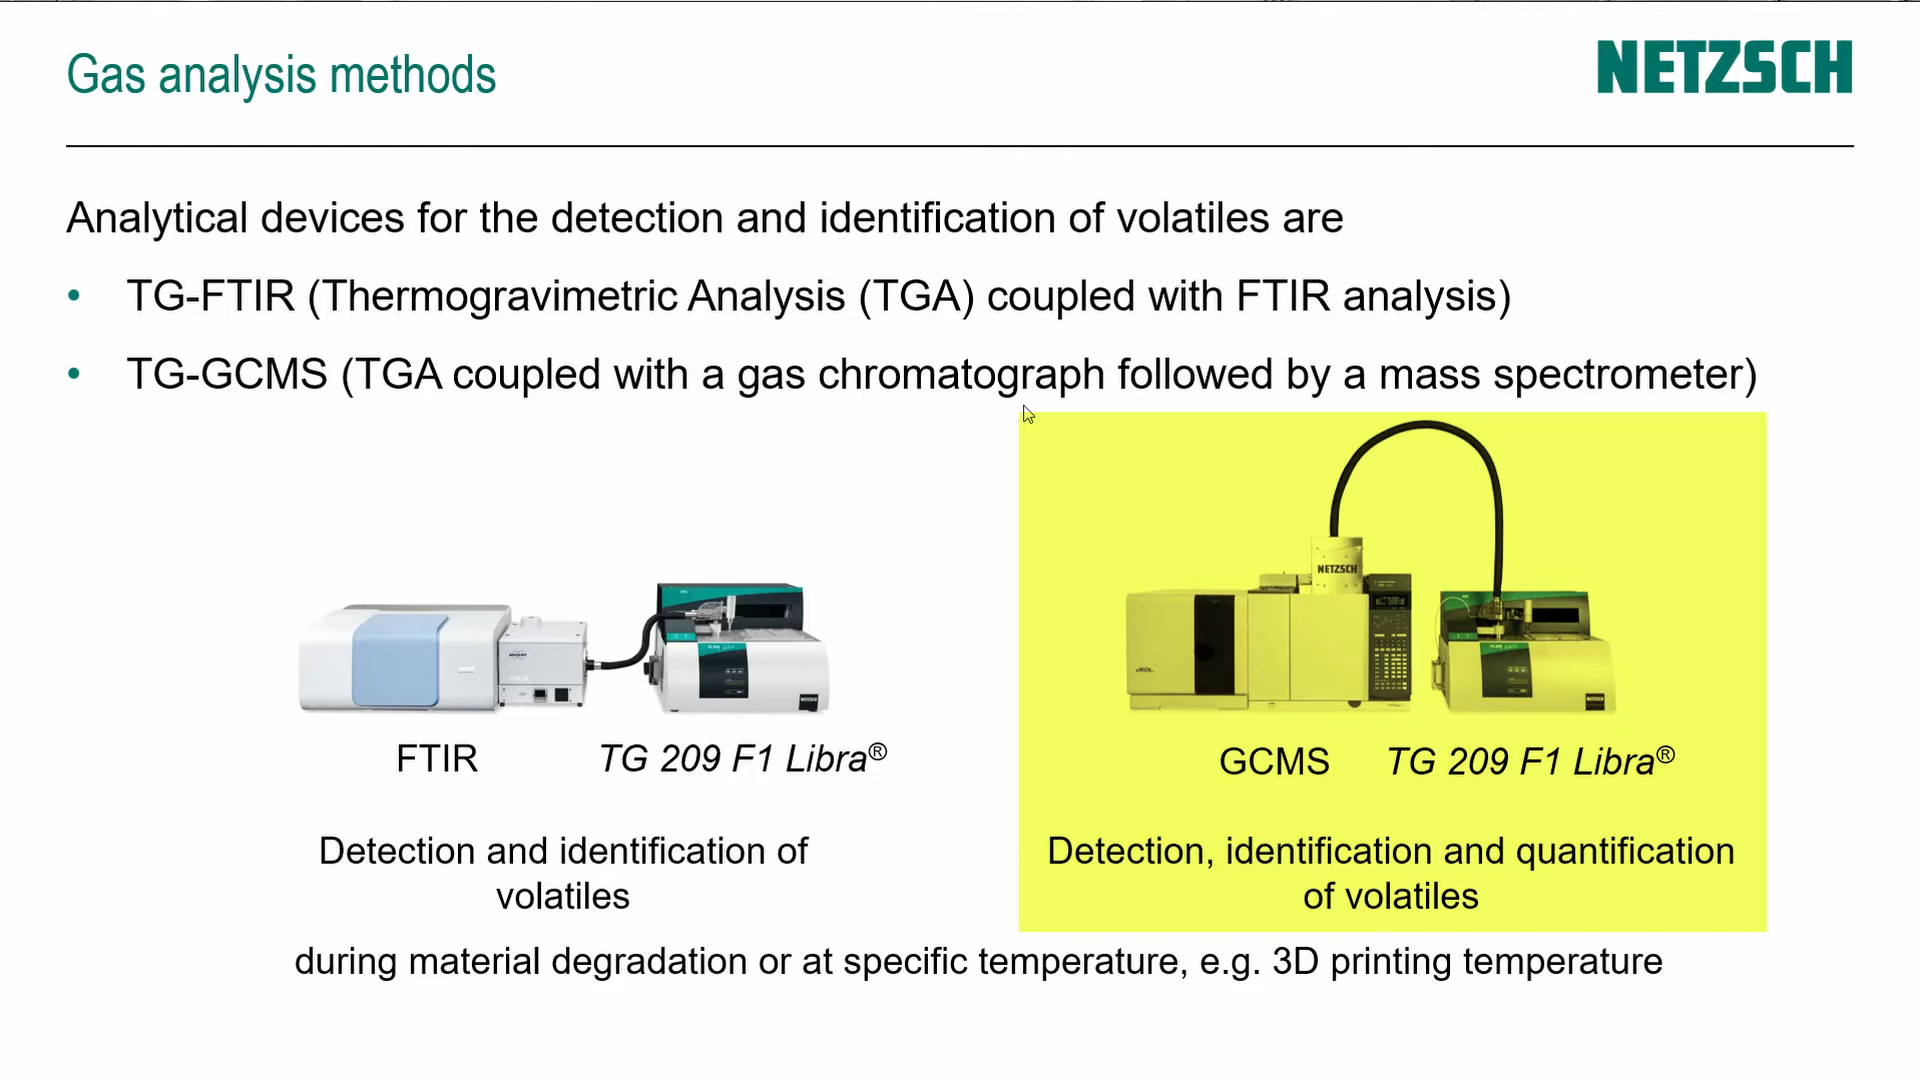 Gas analysis methods
NETZSCH
Analytical devices for the detection and identification of volatiles are
• TG-FTIR (Thermogravimetric Analysis (TGA) coupled with FTIR analysis)
• TG-GCMS (TGA coupled with a gas chromatograph followed by a mass spectrometer)
NETZSCH
JEOL
NETZSCH
NETZSCH
FTIR
TG 209 F1 Libra®
GCMS
TG 209 F1 Libra®
Detection and identification of
volatiles
Detection, identification and quantification
of volatiles
during material degradation or at specific temperature, e.g. 3D printing temperature